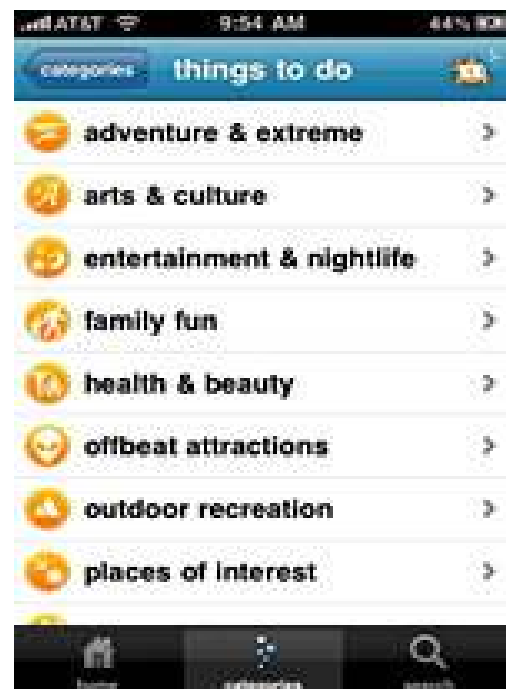 AT&T 9:54 AM 44%
categories things to do
adventure & extreme
arts & culture
entertainment & nightlife
family fun
health & beauty
offbeat attractions
outdoor recreation
places of interest
home categories search